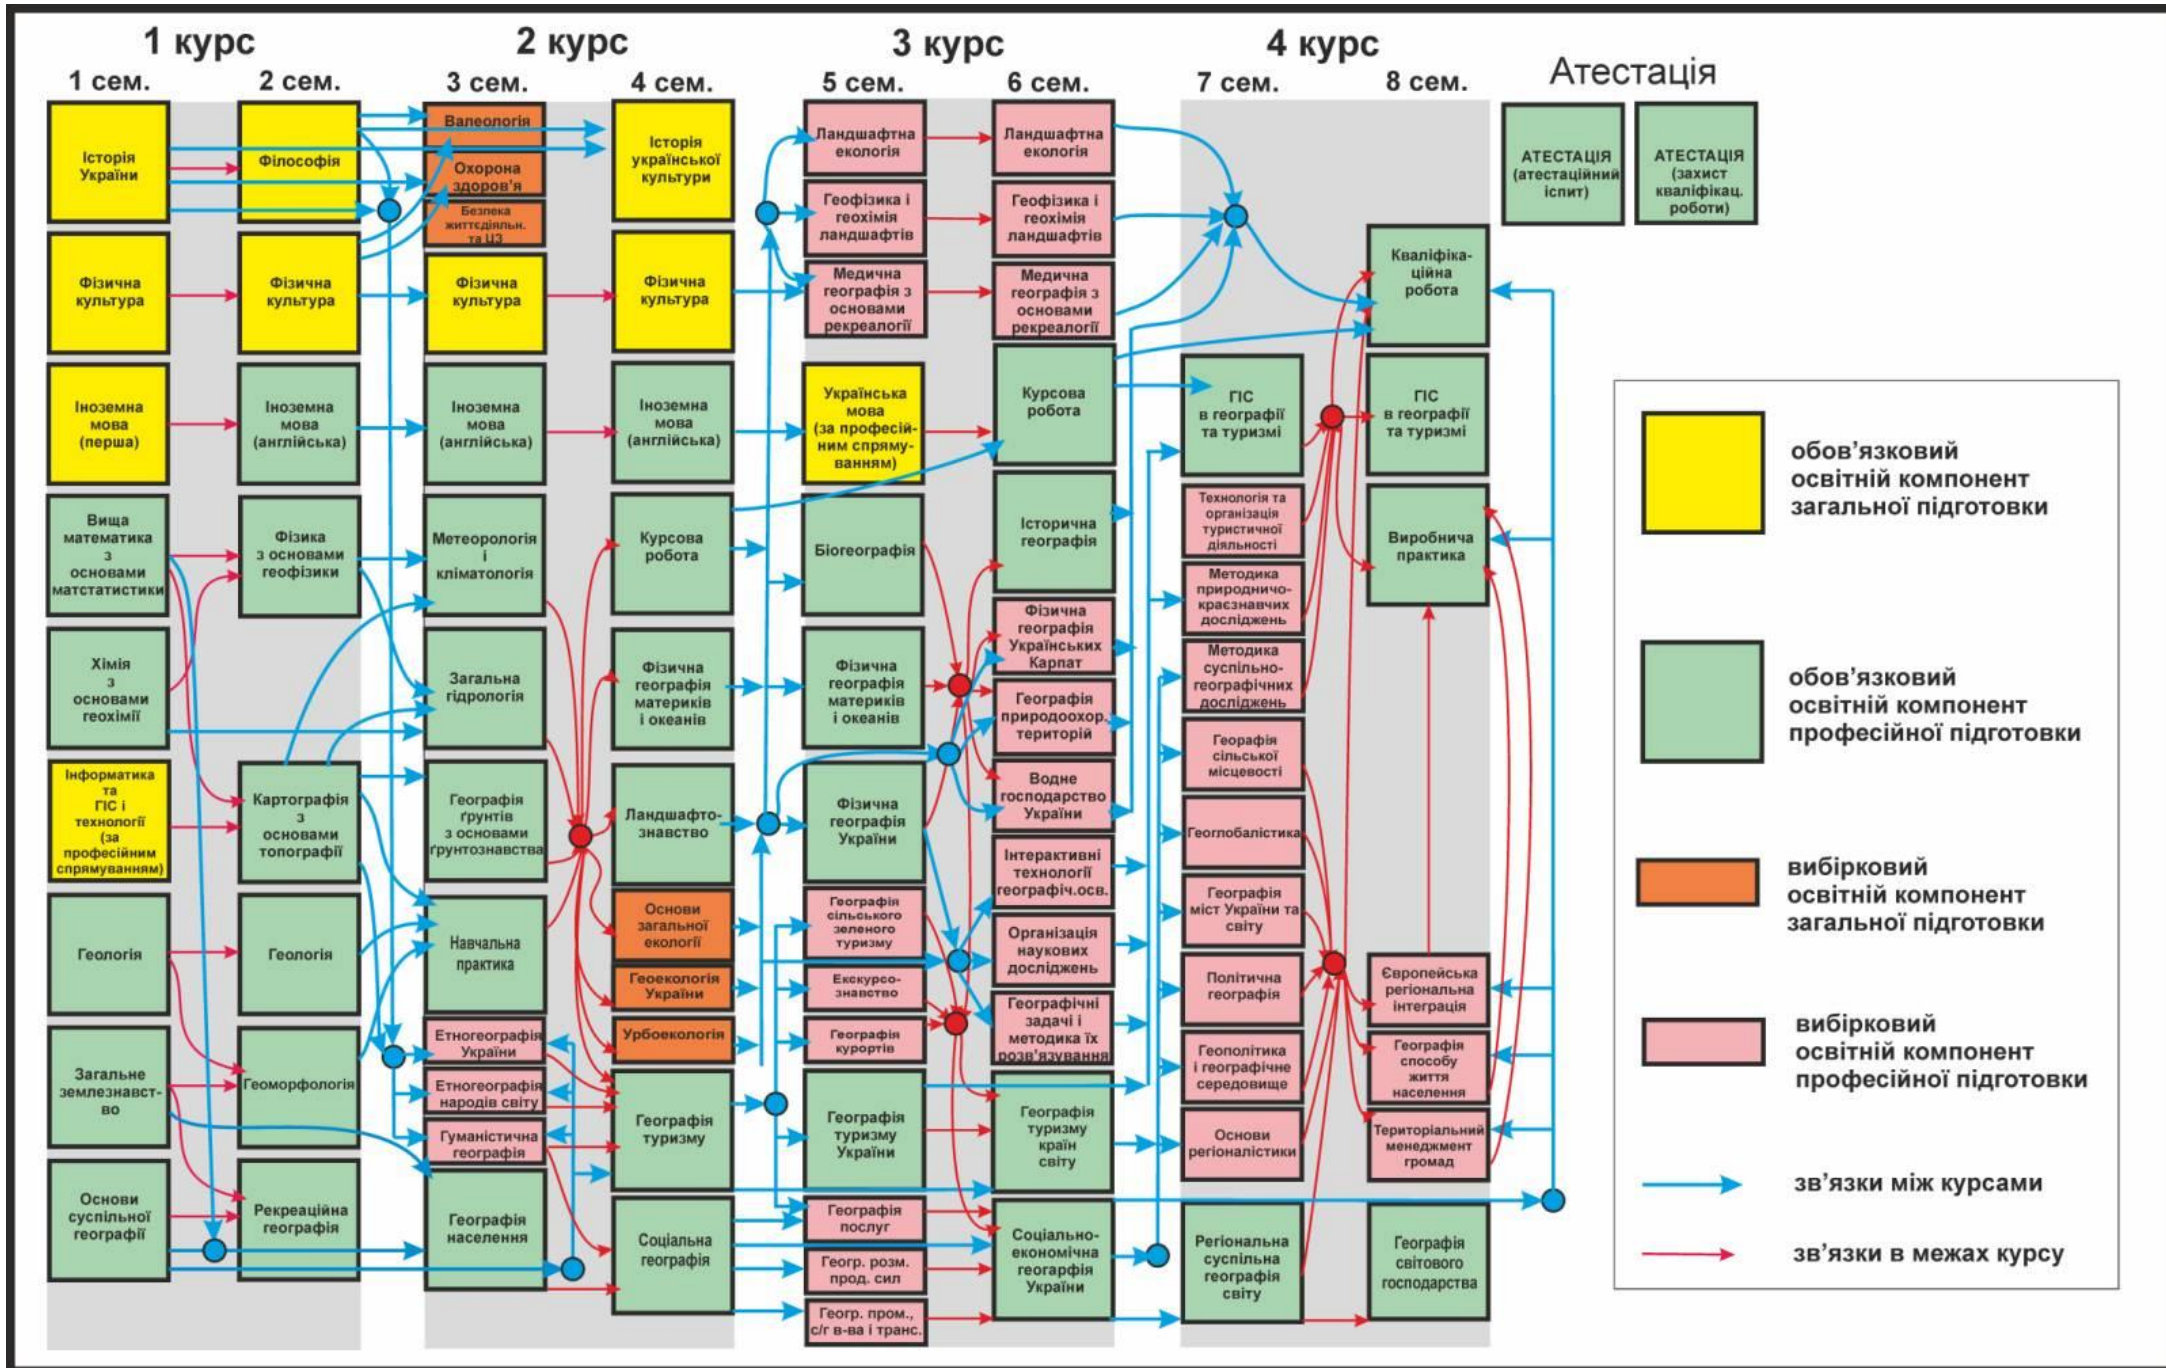 1 курс
2 курс
3 курс
4 курс
Атестація
1 сем.
2 сем.
3 сем.
4 сем.
5 сем.
6 сем.
7 сем.
8 сем.
Історія
України
Фізична
культура
Іноземна
мова
(перша)
Вища
математика
з
основами
матстатистики
Хімія
з
основами
геохімії
Інформатика
та
ГІС і
технології
(за
професійним
спрямуванням)
Геологія
Загальне
землезнавст-
во
Основи
суспільної
географії
Філософія
Фізична
культура
Іноземна
мова
(англійська)
Фізика
з основами
геофізики
Картографія
з
основами
топографії
Геологія
Геоморфологія
Рекреаційна
географія
Валеологія
Охорона
здоров’я
Безпека
життєдіяльн.
та ЦЗ
Фізична
культура
Іноземна
мова
(англійська)
Метеорологія
і
кліматологія
Загальна
гідрологія
Географія
ґрунтів
з основами
ґрунтознавства
Навчальна
практика
Етногеографія
України
Етногеографія
народів світу
Гуманістична
географія
Географія
населення
Історія
української
культури
Фізична
культура
Іноземна
мова
(англійська)
Курсова
робота
Фізична
географія
материків
і океанів
Ландшафто-
знавство
Основи
загальної
екології
Геоекологія
України
Урбоекологія
Географія
туризму
Соціальна
географія
Ландшафтна
екологія
Геофізика і
геохімія
ландшафтів
Медична
географія з
основами
рекреалогії
Українська
мова
(за професій-
ним спряму-
ванням)
Біогеографія
Фізична
географія
материків
і океанів
Фізична
географія
України
Географія
сільського
зеленого
туризму
Екскурсо-
знавство
Географія
курортів
Географія
туризму
України
Географія
послуг
Геогр. розм.
прод. сил
Геогр. пром.,
с/г в-ва і транс.
Ландшафтна
екологія
Геофізика і
геохімія
ландшафтів
Медична
географія з
основами
рекреалогії
Курсова
робота
Історична
географія
Фізична
географія
Українських
Карпат
Географія
природоохор.
територій
Водне
господарство
України
Інтерактивні
технології
географіч.осв.
Організація
наукових
досліджень
Географічні
задачі і
методика їх
розв’язування
Географія
туризму
країн
світу
Соціально-
економічна
геогарфія
України
ГІС
в географії
та туризмі
Технологія та
організація
туристичної
діяльності
Методика
природничо-
краєзнавчих
досліджень
Методика
суспільно-
географічних
досліджень
Георафія
сільської
місцевості
Геоглобалістика
Географія
міст України та
світу
Політична
географія
Геополітика
і географічне
середовище
Основи
регіоналістики
Регіональна
суспільна
географія
світу
Кваліфіка-
ційна
робота
ГІС
в географії
та туризмі
Виробнича
практика
Європейська
регіональна
інтеграція
Географія
способу
життя
населення
Територіальний
менеджмент
громад
Географія
світового
господарства
АТЕСТАЦІЯ
(атестаційний
іспит)
АТЕСТАЦІЯ
(захист
кваліфікац.
роботи)
обов’язковий
освітній компонент
загальної підготовки
обов’язковий
освітній компонент
професійної підготовки
вибірковий
освітній компонент
загальної підготовки
вибірковий
освітній компонент
професійної підготовки
зв’язки між курсами
зв’язки в межах курсу